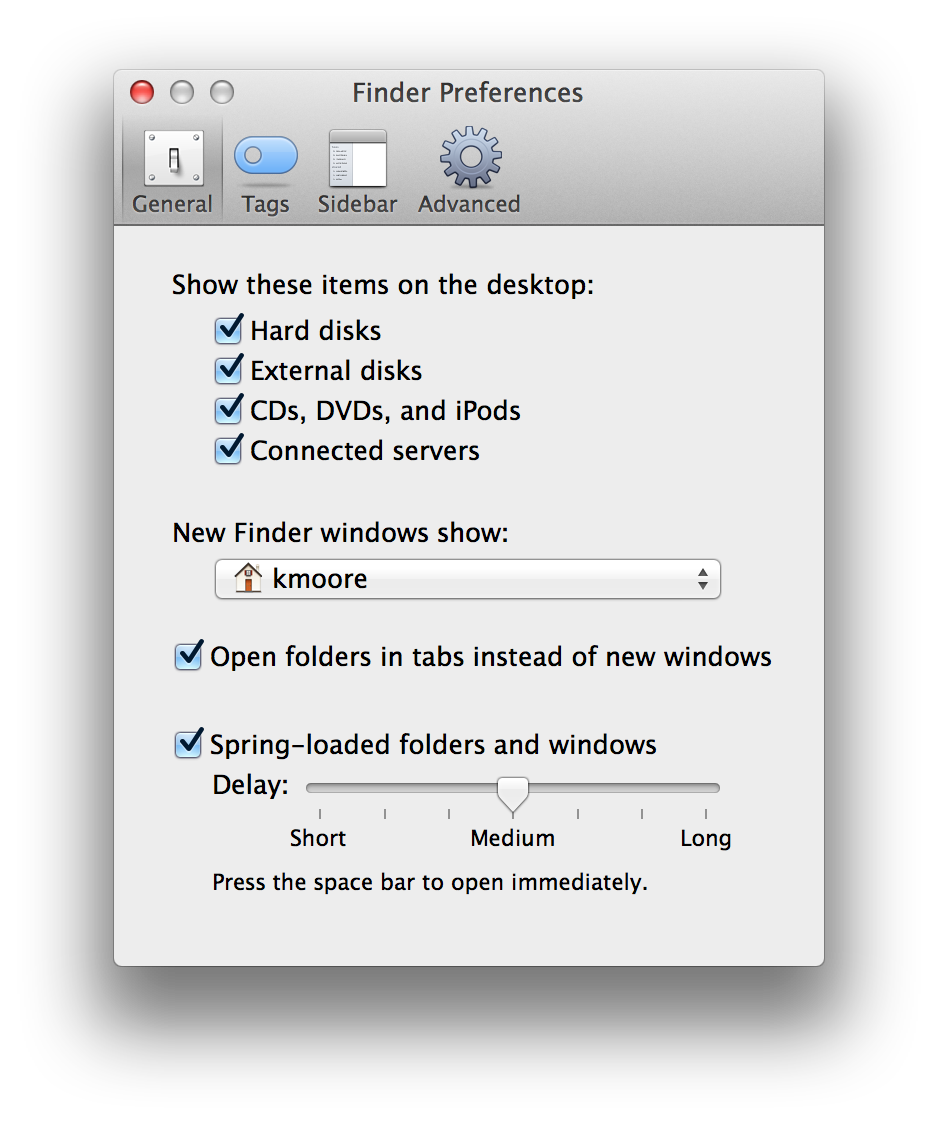 Finder Preferences
General Tags Sidebar Advanced
Show these items on the desktop:
Hard disks
External disks
CDs, DVDs, and iPods
Connected servers
New Finder windows show:
kmoore
Open folders in tabs instead of new windows
Spring-loaded folders and windows
Delay:
Short Medium Long
Press the space bar to open immediately.